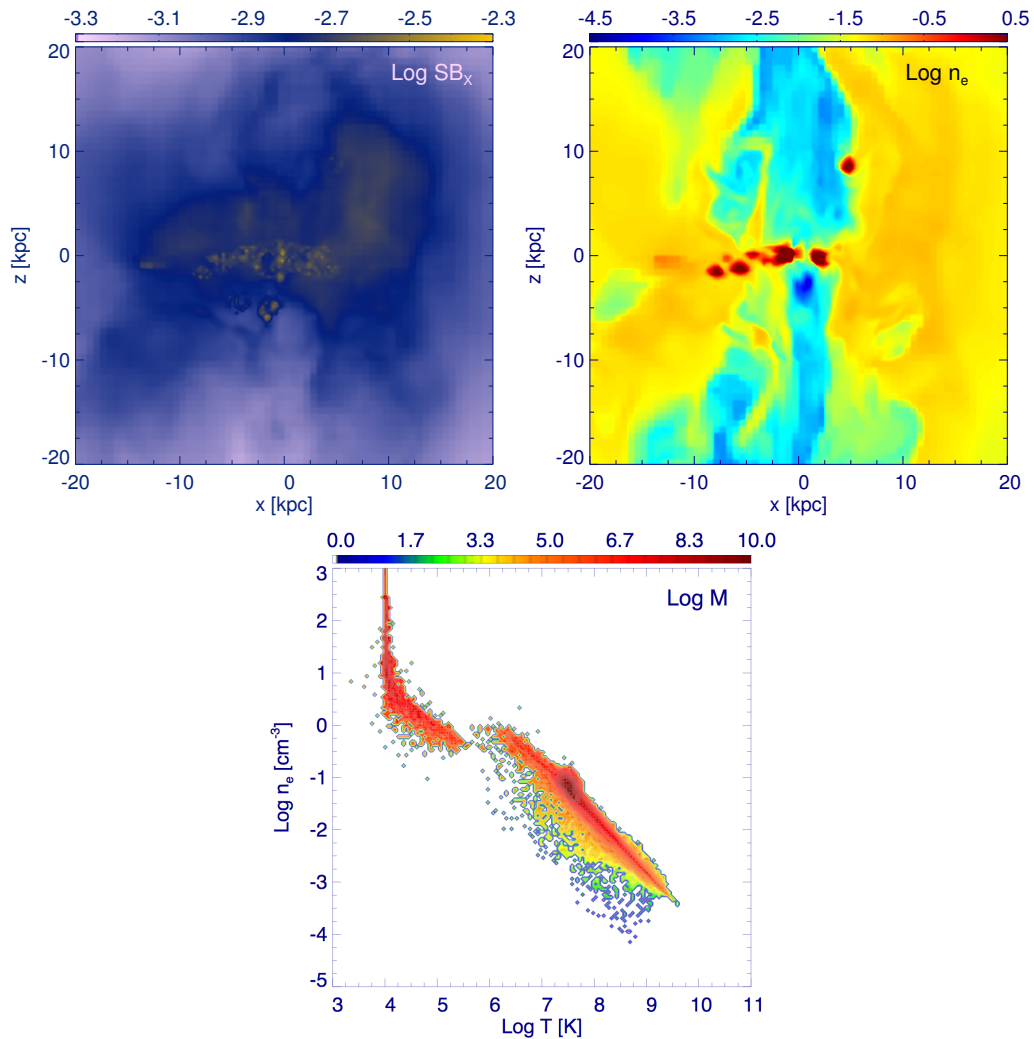 -3.3 -3.1 -2.9 -2.7 -2.5 -2.3
Log SB_X
20
10
0
-10
-20
z [kpc]
-20 -10 0 10 20
x [kpc]
-4.5 -3.5 -2.5 -1.5 -0.5 0.5
Log n_e
20
10
0
-10
-20
z [kpc]
-20 -10 0 10 20
x [kpc]
0.0 1.7 3.3 5.0 6.7 8.3 10.0
Log M
3
2
1
0
-1
-2
-3
-4
-5
Log n_e [cm^-3]
3 4 5 6 7 8 9 10 11
Log T [K]